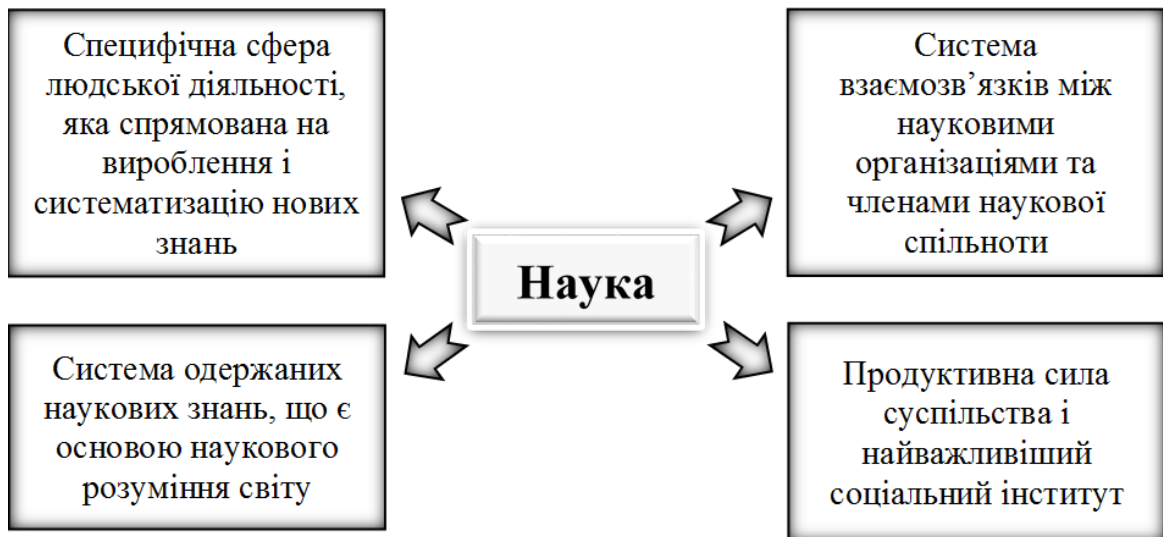 Специфічна сфера
людської діяльності,
яка спрямована на
вироблення і
систематизацію нових
знань
Система
взаємозв’язків між
науковими
організаціями та
членами наукової
спільноти
Наука
Система одержаних
наукових знань, що є
основою наукового
розуміння світу
Продуктивна сила
суспільства і
найважливіший
соціальний інститут